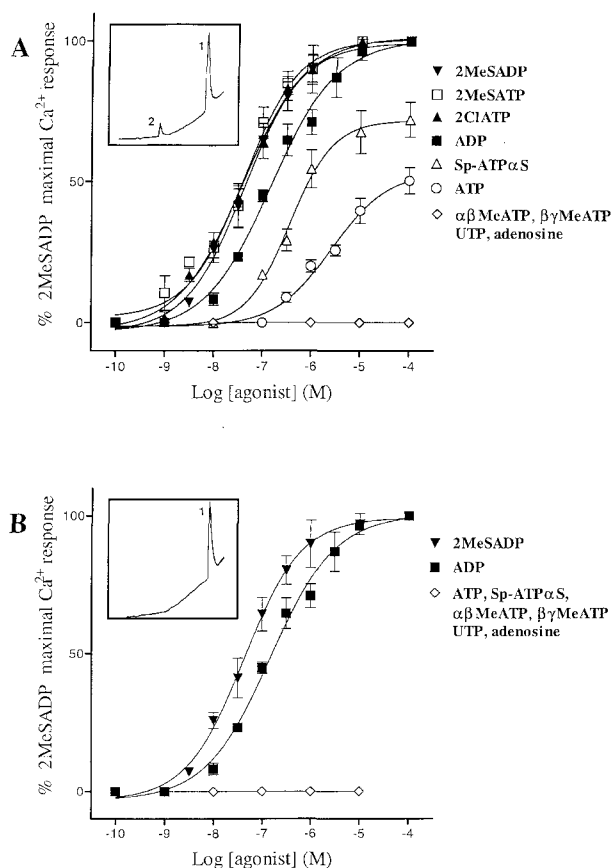 A
% 2MeSADP maximal Ca²⁺ response
100
50
0
1
2
-10 -9 -8 -7 -6 -5 -4
Log [agonist] (M)
2MeSADP
2MeSATP
2ClATP
ADP
Sp-ATPαS
ATP
αβMeATP, βγMeATP
UTP, adenosine
B
% 2MeSADP maximal Ca²⁺ response
100
50
0
1
-10 -9 -8 -7 -6 -5 -4
Log [agonist] (M)
2MeSADP
ADP
ATP, Sp-ATPαS,
αβMeATP, βγMeATP
UTP, adenosine